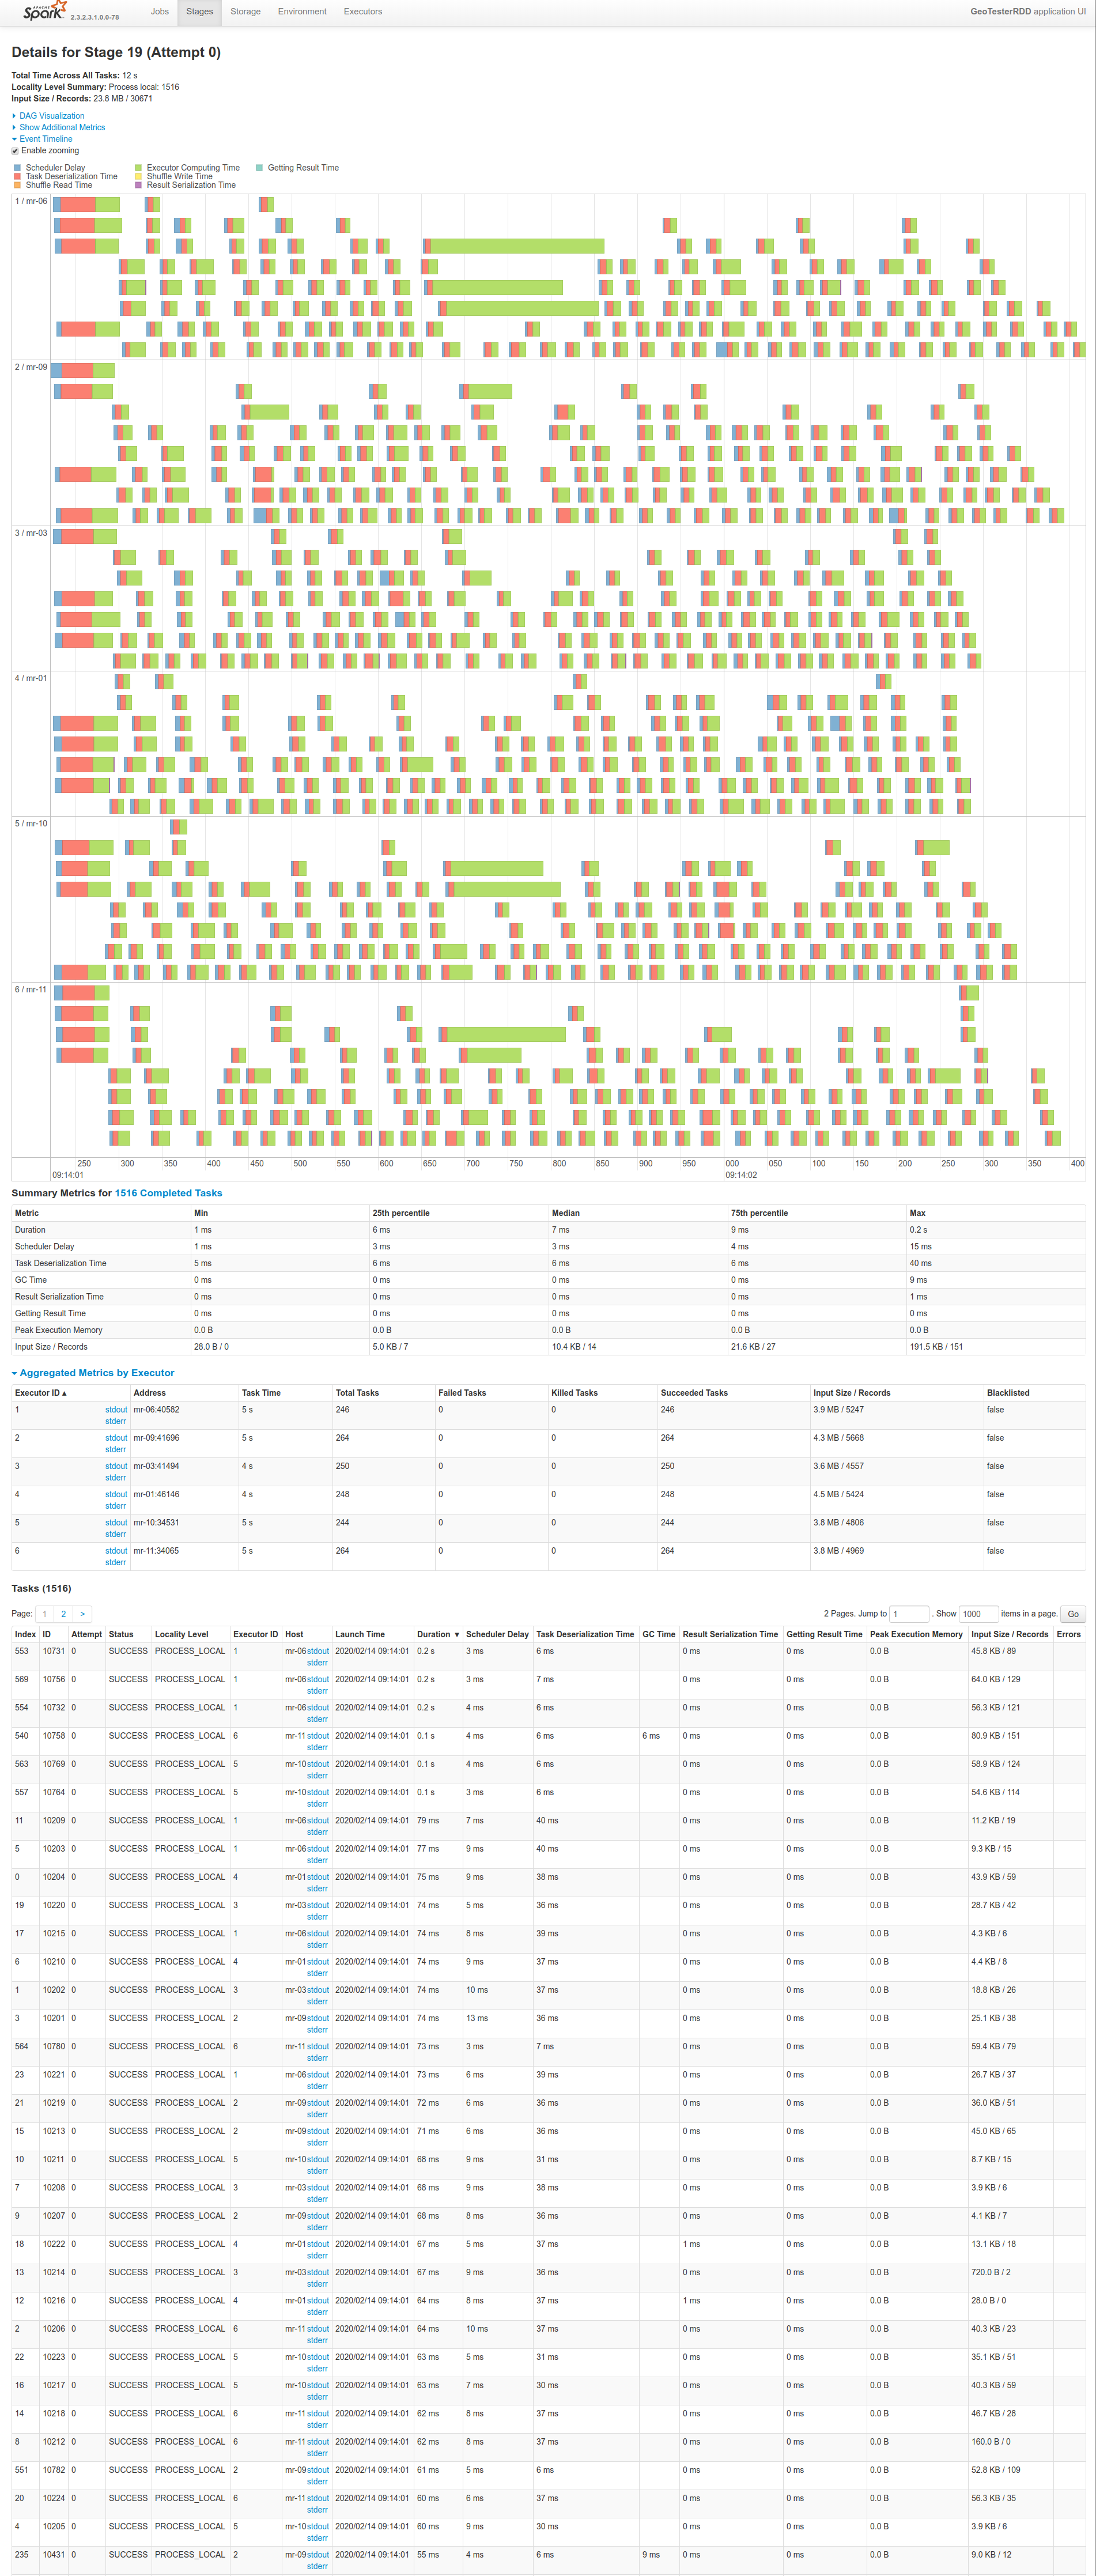 APACHE
Spark 2.3.2.3.1.0.0-78 Jobs Stages Storage Environment Executors GeoTesterRDD application UI
Details for Stage 19 (Attempt 0)
Total Time Across All Tasks: 12 s
Locality Level Summary: Process local: 1516
Input Size / Records: 23.8 MB / 30671
DAG Visualization
Show Additional Metrics
Event Timeline
Enable zooming
Scheduler Delay Executor Computing Time Getting Result Time
Task Deserialization Time Shuffle Write Time
Shuffle Read Time Result Serialization Time
1 / mr-06
2 / mr-09
3 / mr-03
4 / mr-01
5 / mr-10
6 / mr-11
250 300 350 400 450 500 550 600 650 700 750 800 850 900 950 000 050 100 150 200 250 300 350 400
09:14:01 09:14:02
Summary Metrics for 1516 Completed Tasks
Metric Min 25th percentile Median 75th percentile Max
Duration 1 ms 6 ms 7 ms 9 ms 0.2 s
Scheduler Delay 1 ms 3 ms 3 ms 4 ms 15 ms
Task Deserialization Time 5 ms 6 ms 6 ms 6 ms 40 ms
GC Time 0 ms 0 ms 0 ms 0 ms 9 ms
Result Serialization Time 0 ms 0 ms 0 ms 0 ms 1 ms
Getting Result Time 0 ms 0 ms 0 ms 0 ms 0 ms
Peak Execution Memory 0.0 B 0.0 B 0.0 B 0.0 B 0.0 B
Input Size / Records 28.0 B / 0 5.0 KB / 7 10.4 KB / 14 21.6 KB / 27 191.5 KB / 151
Aggregated Metrics by Executor
Executor ID ▴ Address Task Time Total Tasks Failed Tasks Killed Tasks Succeeded Tasks Input Size / Records Blacklisted
1 stdout mr-06:40582 5 s 246 0 0 246 3.9 MB / 5247 false
stderr
2 stdout mr-09:41696 5 s 264 0 0 264 4.3 MB / 5668 false
stderr
3 stdout mr-03:41494 4 s 250 0 0 250 3.6 MB / 4557 false
stderr
4 stdout mr-01:46146 4 s 248 0 0 248 4.5 MB / 5424 false
stderr
5 stdout mr-10:34531 5 s 244 0 0 244 3.8 MB / 4806 false
stderr
6 stdout mr-11:34065 5 s 264 0 0 264 3.8 MB / 4969 false
stderr
Tasks (1516)
Page: 1 2 > 2 Pages. Jump to 1 . Show 1000 items in a page. Go
Index ID Attempt Status Locality Level Executor ID Host Launch Time Duration ▾ Scheduler Delay Task Deserialization Time GC Time Result Serialization Time Getting Result Time Peak Execution Memory Input Size / Records Errors
553 10731 0 SUCCESS PROCESS_LOCAL 1 mr-06 stdout 2020/02/14 09:14:01 0.2 s 3 ms 6 ms 0 ms 0 ms 0.0 B 45.8 KB / 89
stderr
569 10756 0 SUCCESS PROCESS_LOCAL 1 mr-06 stdout 2020/02/14 09:14:01 0.2 s 3 ms 7 ms 0 ms 0 ms 0.0 B 64.0 KB / 129
stderr
554 10732 0 SUCCESS PROCESS_LOCAL 1 mr-06 stdout 2020/02/14 09:14:01 0.2 s 4 ms 6 ms 0 ms 0 ms 0.0 B 56.3 KB / 121
stderr
540 10758 0 SUCCESS PROCESS_LOCAL 6 mr-11 stdout 2020/02/14 09:14:01 0.1 s 4 ms 6 ms 6 ms 0 ms 0 ms 0.0 B 80.9 KB / 151
stderr
563 10769 0 SUCCESS PROCESS_LOCAL 5 mr-10 stdout 2020/02/14 09:14:01 0.1 s 4 ms 6 ms 0 ms 0 ms 0.0 B 58.9 KB / 124
stderr
557 10764 0 SUCCESS PROCESS_LOCAL 5 mr-10 stdout 2020/02/14 09:14:01 0.1 s 3 ms 6 ms 0 ms 0 ms 0.0 B 54.6 KB / 114
stderr
11 10209 0 SUCCESS PROCESS_LOCAL 1 mr-06 stdout 2020/02/14 09:14:01 79 ms 7 ms 40 ms 0 ms 0 ms 0.0 B 11.2 KB / 19
stderr
5 10203 0 SUCCESS PROCESS_LOCAL 1 mr-06 stdout 2020/02/14 09:14:01 77 ms 9 ms 40 ms 0 ms 0 ms 0.0 B 9.3 KB / 15
stderr
0 10204 0 SUCCESS PROCESS_LOCAL 4 mr-01 stdout 2020/02/14 09:14:01 75 ms 9 ms 38 ms 0 ms 0 ms 0.0 B 43.9 KB / 59
stderr
19 10220 0 SUCCESS PROCESS_LOCAL 3 mr-03 stdout 2020/02/14 09:14:01 74 ms 5 ms 36 ms 0 ms 0 ms 0.0 B 28.7 KB / 42
stderr
17 10215 0 SUCCESS PROCESS_LOCAL 1 mr-06 stdout 2020/02/14 09:14:01 74 ms 8 ms 39 ms 0 ms 0 ms 0.0 B 4.3 KB / 6
stderr
6 10210 0 SUCCESS PROCESS_LOCAL 4 mr-01 stdout 2020/02/14 09:14:01 74 ms 9 ms 37 ms 0 ms 0 ms 0.0 B 4.4 KB / 8
stderr
1 10202 0 SUCCESS PROCESS_LOCAL 3 mr-03 stdout 2020/02/14 09:14:01 74 ms 10 ms 37 ms 0 ms 0 ms 0.0 B 18.8 KB / 26
stderr
3 10201 0 SUCCESS PROCESS_LOCAL 2 mr-09 stdout 2020/02/14 09:14:01 74 ms 13 ms 36 ms 0 ms 0 ms 0.0 B 25.1 KB / 38
stderr
564 10780 0 SUCCESS PROCESS_LOCAL 6 mr-11 stdout 2020/02/14 09:14:01 73 ms 3 ms 7 ms 0 ms 0 ms 0.0 B 59.4 KB / 79
stderr
23 10221 0 SUCCESS PROCESS_LOCAL 1 mr-06 stdout 2020/02/14 09:14:01 73 ms 6 ms 39 ms 0 ms 0 ms 0.0 B 26.7 KB / 37
stderr
21 10219 0 SUCCESS PROCESS_LOCAL 2 mr-09 stdout 2020/02/14 09:14:01 72 ms 6 ms 36 ms 0 ms 0 ms 0.0 B 36.0 KB / 51
stderr
15 10213 0 SUCCESS PROCESS_LOCAL 2 mr-09 stdout 2020/02/14 09:14:01 71 ms 6 ms 36 ms 0 ms 0 ms 0.0 B 45.0 KB / 65
stderr
10 10211 0 SUCCESS PROCESS_LOCAL 5 mr-10 stdout 2020/02/14 09:14:01 68 ms 9 ms 31 ms 0 ms 0 ms 0.0 B 8.7 KB / 15
stderr
7 10208 0 SUCCESS PROCESS_LOCAL 3 mr-03 stdout 2020/02/14 09:14:01 68 ms 9 ms 38 ms 0 ms 0 ms 0.0 B 3.9 KB / 6
stderr
9 10207 0 SUCCESS PROCESS_LOCAL 2 mr-09 stdout 2020/02/14 09:14:01 68 ms 8 ms 36 ms 0 ms 0 ms 0.0 B 4.1 KB / 7
stderr
18 10222 0 SUCCESS PROCESS_LOCAL 4 mr-01 stdout 2020/02/14 09:14:01 67 ms 5 ms 37 ms 1 ms 0 ms 0.0 B 13.1 KB / 18
stderr
13 10214 0 SUCCESS PROCESS_LOCAL 3 mr-03 stdout 2020/02/14 09:14:01 67 ms 9 ms 36 ms 0 ms 0 ms 0.0 B 720.0 B / 2
stderr
12 10216 0 SUCCESS PROCESS_LOCAL 4 mr-01 stdout 2020/02/14 09:14:01 64 ms 8 ms 37 ms 1 ms 0 ms 0.0 B 28.0 B / 0
stderr
2 10206 0 SUCCESS PROCESS_LOCAL 6 mr-11 stdout 2020/02/14 09:14:01 64 ms 10 ms 37 ms 0 ms 0 ms 0.0 B 40.3 KB / 23
stderr
22 10223 0 SUCCESS PROCESS_LOCAL 5 mr-10 stdout 2020/02/14 09:14:01 63 ms 5 ms 31 ms 0 ms 0 ms 0.0 B 35.1 KB / 51
stderr
16 10217 0 SUCCESS PROCESS_LOCAL 5 mr-10 stdout 2020/02/14 09:14:01 63 ms 7 ms 30 ms 0 ms 0 ms 0.0 B 40.3 KB / 59
stderr
14 10218 0 SUCCESS PROCESS_LOCAL 6 mr-11 stdout 2020/02/14 09:14:01 62 ms 8 ms 37 ms 0 ms 0 ms 0.0 B 46.7 KB / 28
stderr
8 10212 0 SUCCESS PROCESS_LOCAL 6 mr-11 stdout 2020/02/14 09:14:01 62 ms 8 ms 37 ms 0 ms 0 ms 0.0 B 160.0 B / 0
stderr
551 10782 0 SUCCESS PROCESS_LOCAL 2 mr-09 stdout 2020/02/14 09:14:01 61 ms 5 ms 6 ms 0 ms 0 ms 0.0 B 52.8 KB / 109
stderr
20 10224 0 SUCCESS PROCESS_LOCAL 6 mr-11 stdout 2020/02/14 09:14:01 60 ms 6 ms 37 ms 0 ms 0 ms 0.0 B 56.3 KB / 35
stderr
4 10205 0 SUCCESS PROCESS_LOCAL 5 mr-10 stdout 2020/02/14 09:14:01 60 ms 9 ms 30 ms 0 ms 0 ms 0.0 B 3.9 KB / 6
stderr
235 10431 0 SUCCESS PROCESS_LOCAL 2 mr-09 stdout 2020/02/14 09:14:01 55 ms 4 ms 6 ms 9 ms 0 ms 0 ms 0.0 B 9.0 KB / 12
stderr